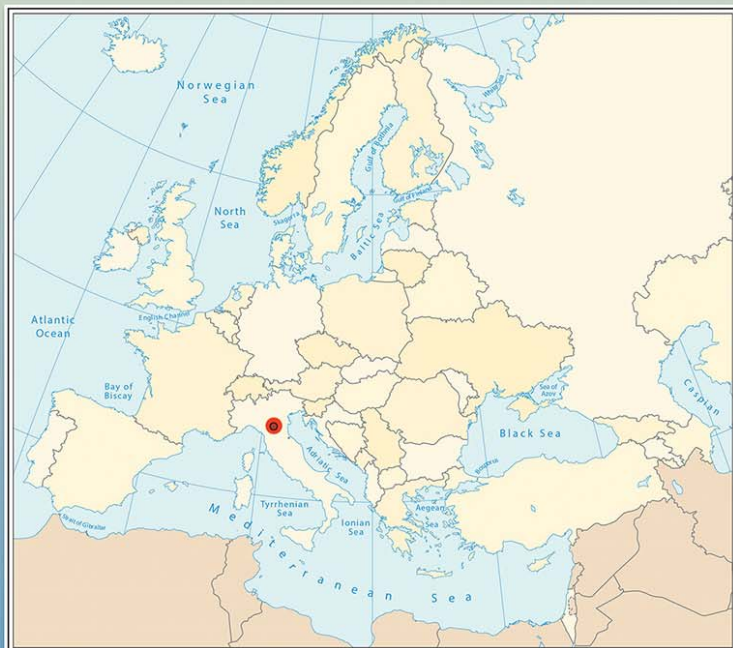 Norwegian
Sea
White Sea
Gulf of Bothnia
Gulf of Finland
North
Sea
Skagerra
Baltic Sea
Atlantic
Ocean
English Channel
Bay of
Biscay
Sea of
Azov
Caspian
Black Sea
Bosphorus
Adriatic Sea
Tyrrhenian
Sea
Ionian
Sea
Aegean
Sea
Strait of Gibraltar
Mediterranean Sea